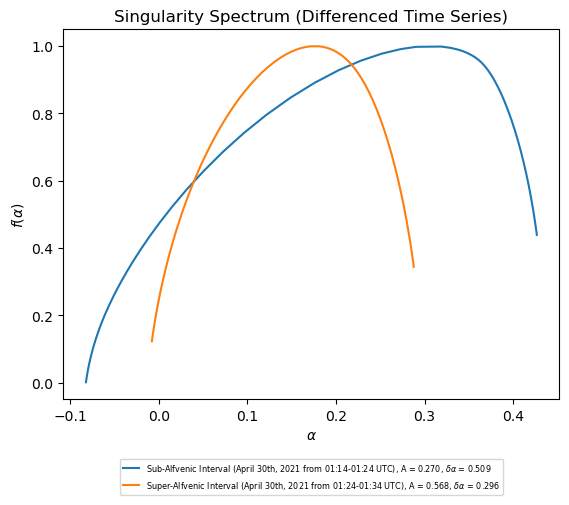 Singularity Spectrum (Differenced Time Series)
1.0
0.8
0.6
0.4
0.2
0.0
f(α)
−0.1 0.0 0.1 0.2 0.3 0.4
α
Sub-Alfvenic Interval (April 30th, 2021 from 01:14-01:24 UTC), A = 0.270, δα = 0.509
Super-Alfvenic Interval (April 30th, 2021 from 01:24-01:34 UTC), A = 0.568, δα = 0.296